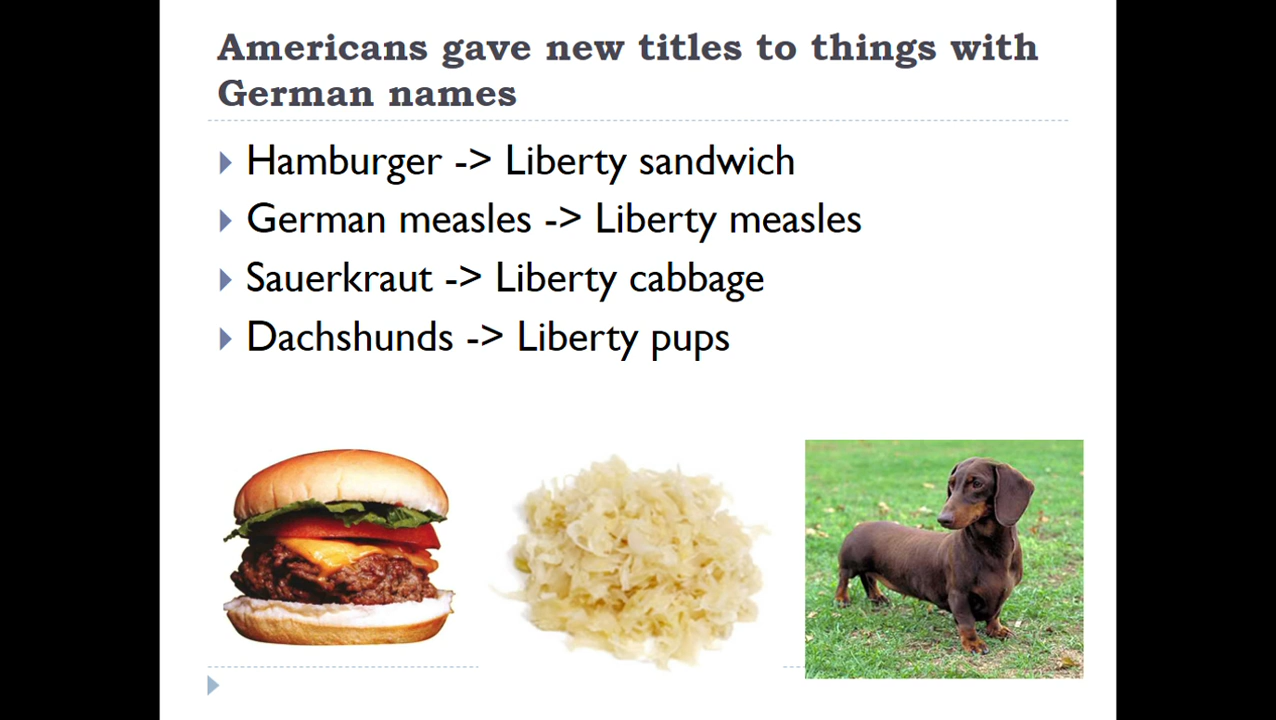 Americans gave new titles to things with
German names
Hamburger -> Liberty sandwich
German measles -> Liberty measles
Sauerkraut -> Liberty cabbage
Dachshunds -> Liberty pups